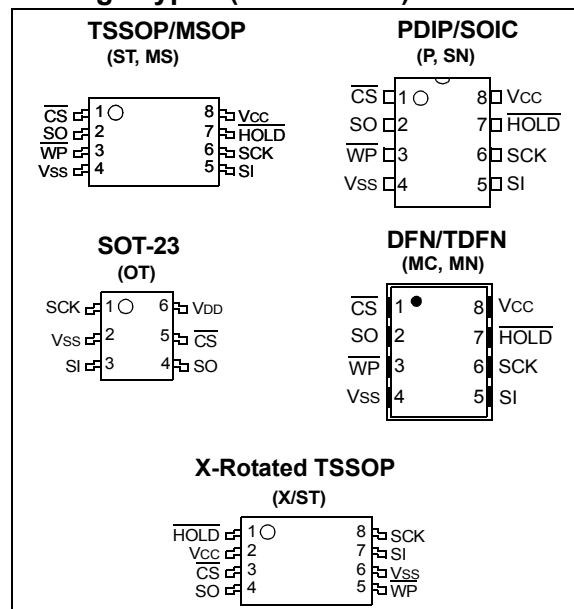 TSSOP/MSOP
(ST, MS)
CS 1 8 VCC
SO 2 7 HOLD
WP 3 6 SCK
VSS 4 5 SI
PDIP/SOIC
(P, SN)
CS 1 8 VCC
SO 2 7 HOLD
WP 3 6 SCK
VSS 4 5 SI
SOT-23
(OT)
SCK 1 6 VDD
VSS 2 5 CS
SI 3 4 SO
DFN/TDFN
(MC, MN)
CS 1 8 VCC
SO 2 7 HOLD
WP 3 6 SCK
VSS 4 5 SI
X-Rotated TSSOP
(X/ST)
HOLD 1 8 SCK
VCC 2 7 SI
CS 3 6 VSS
SO 4 5 WP